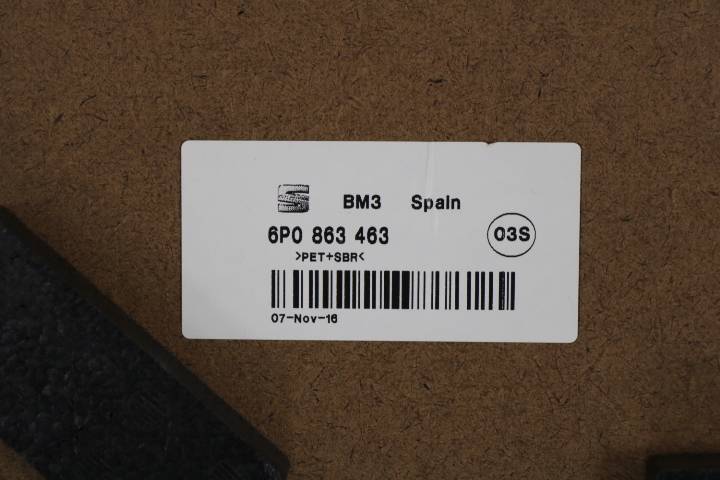 BM3 Spain
6P0 863 463
03S
>PET+SBR<
07-Nov-16